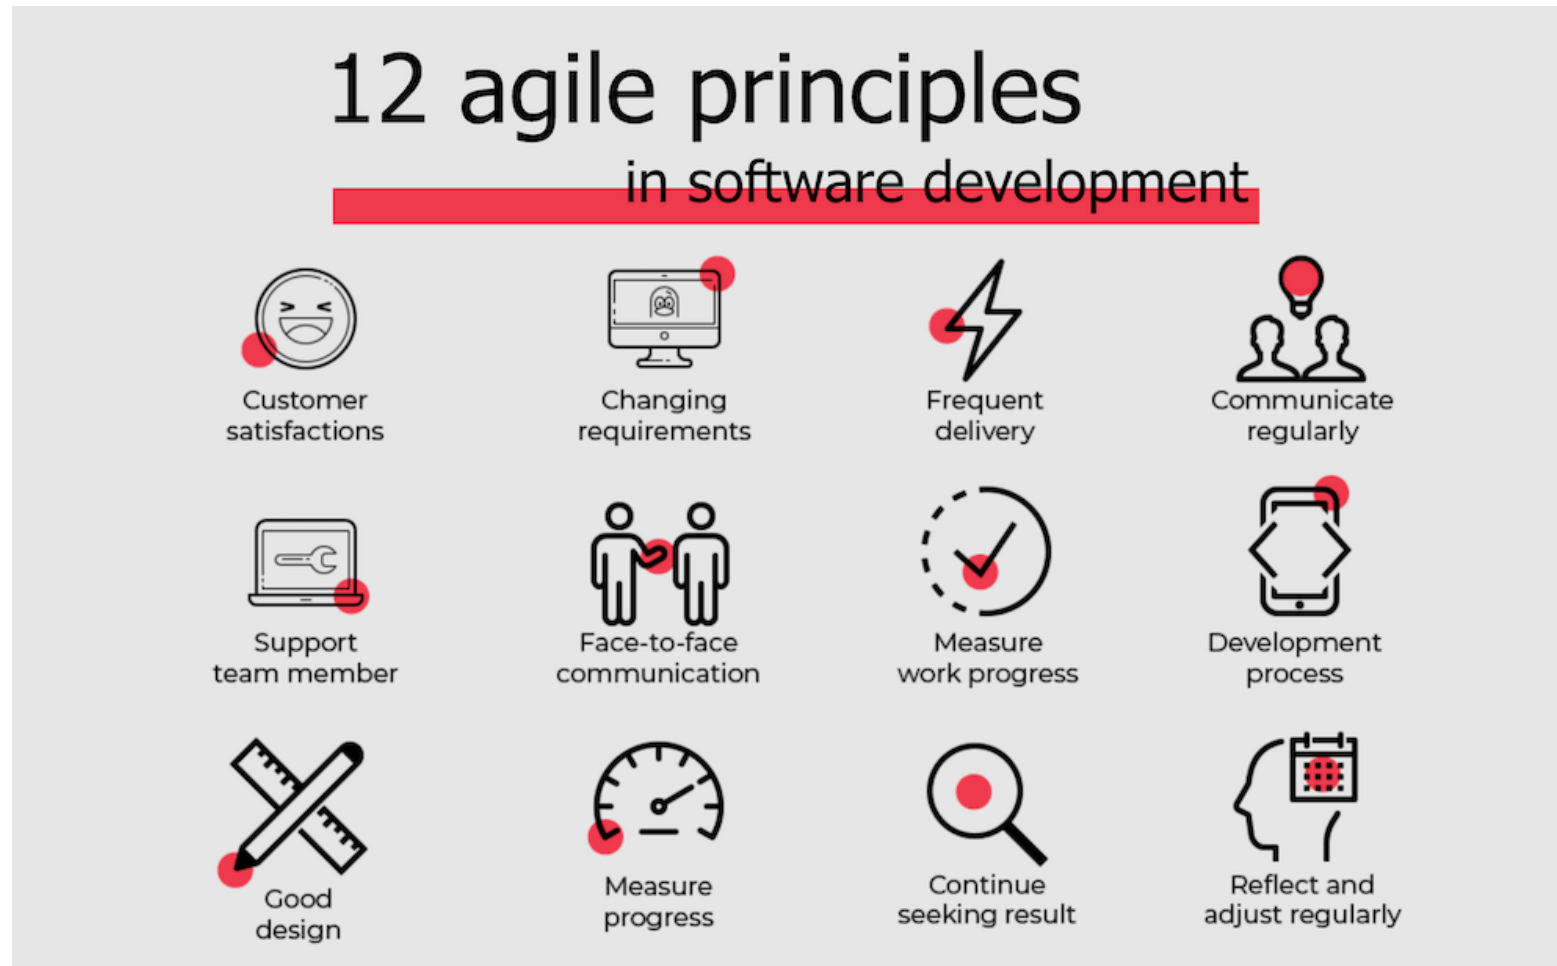 12 agile principles
in software development
Customer
satisfactions
Changing
requirements
Frequent
delivery
Communicate
regularly
Support
team member
Face-to-face
communication
Measure
work progress
Development
process
Good
design
Measure
progress
Continue
seeking result
Reflect and
adjust regularly